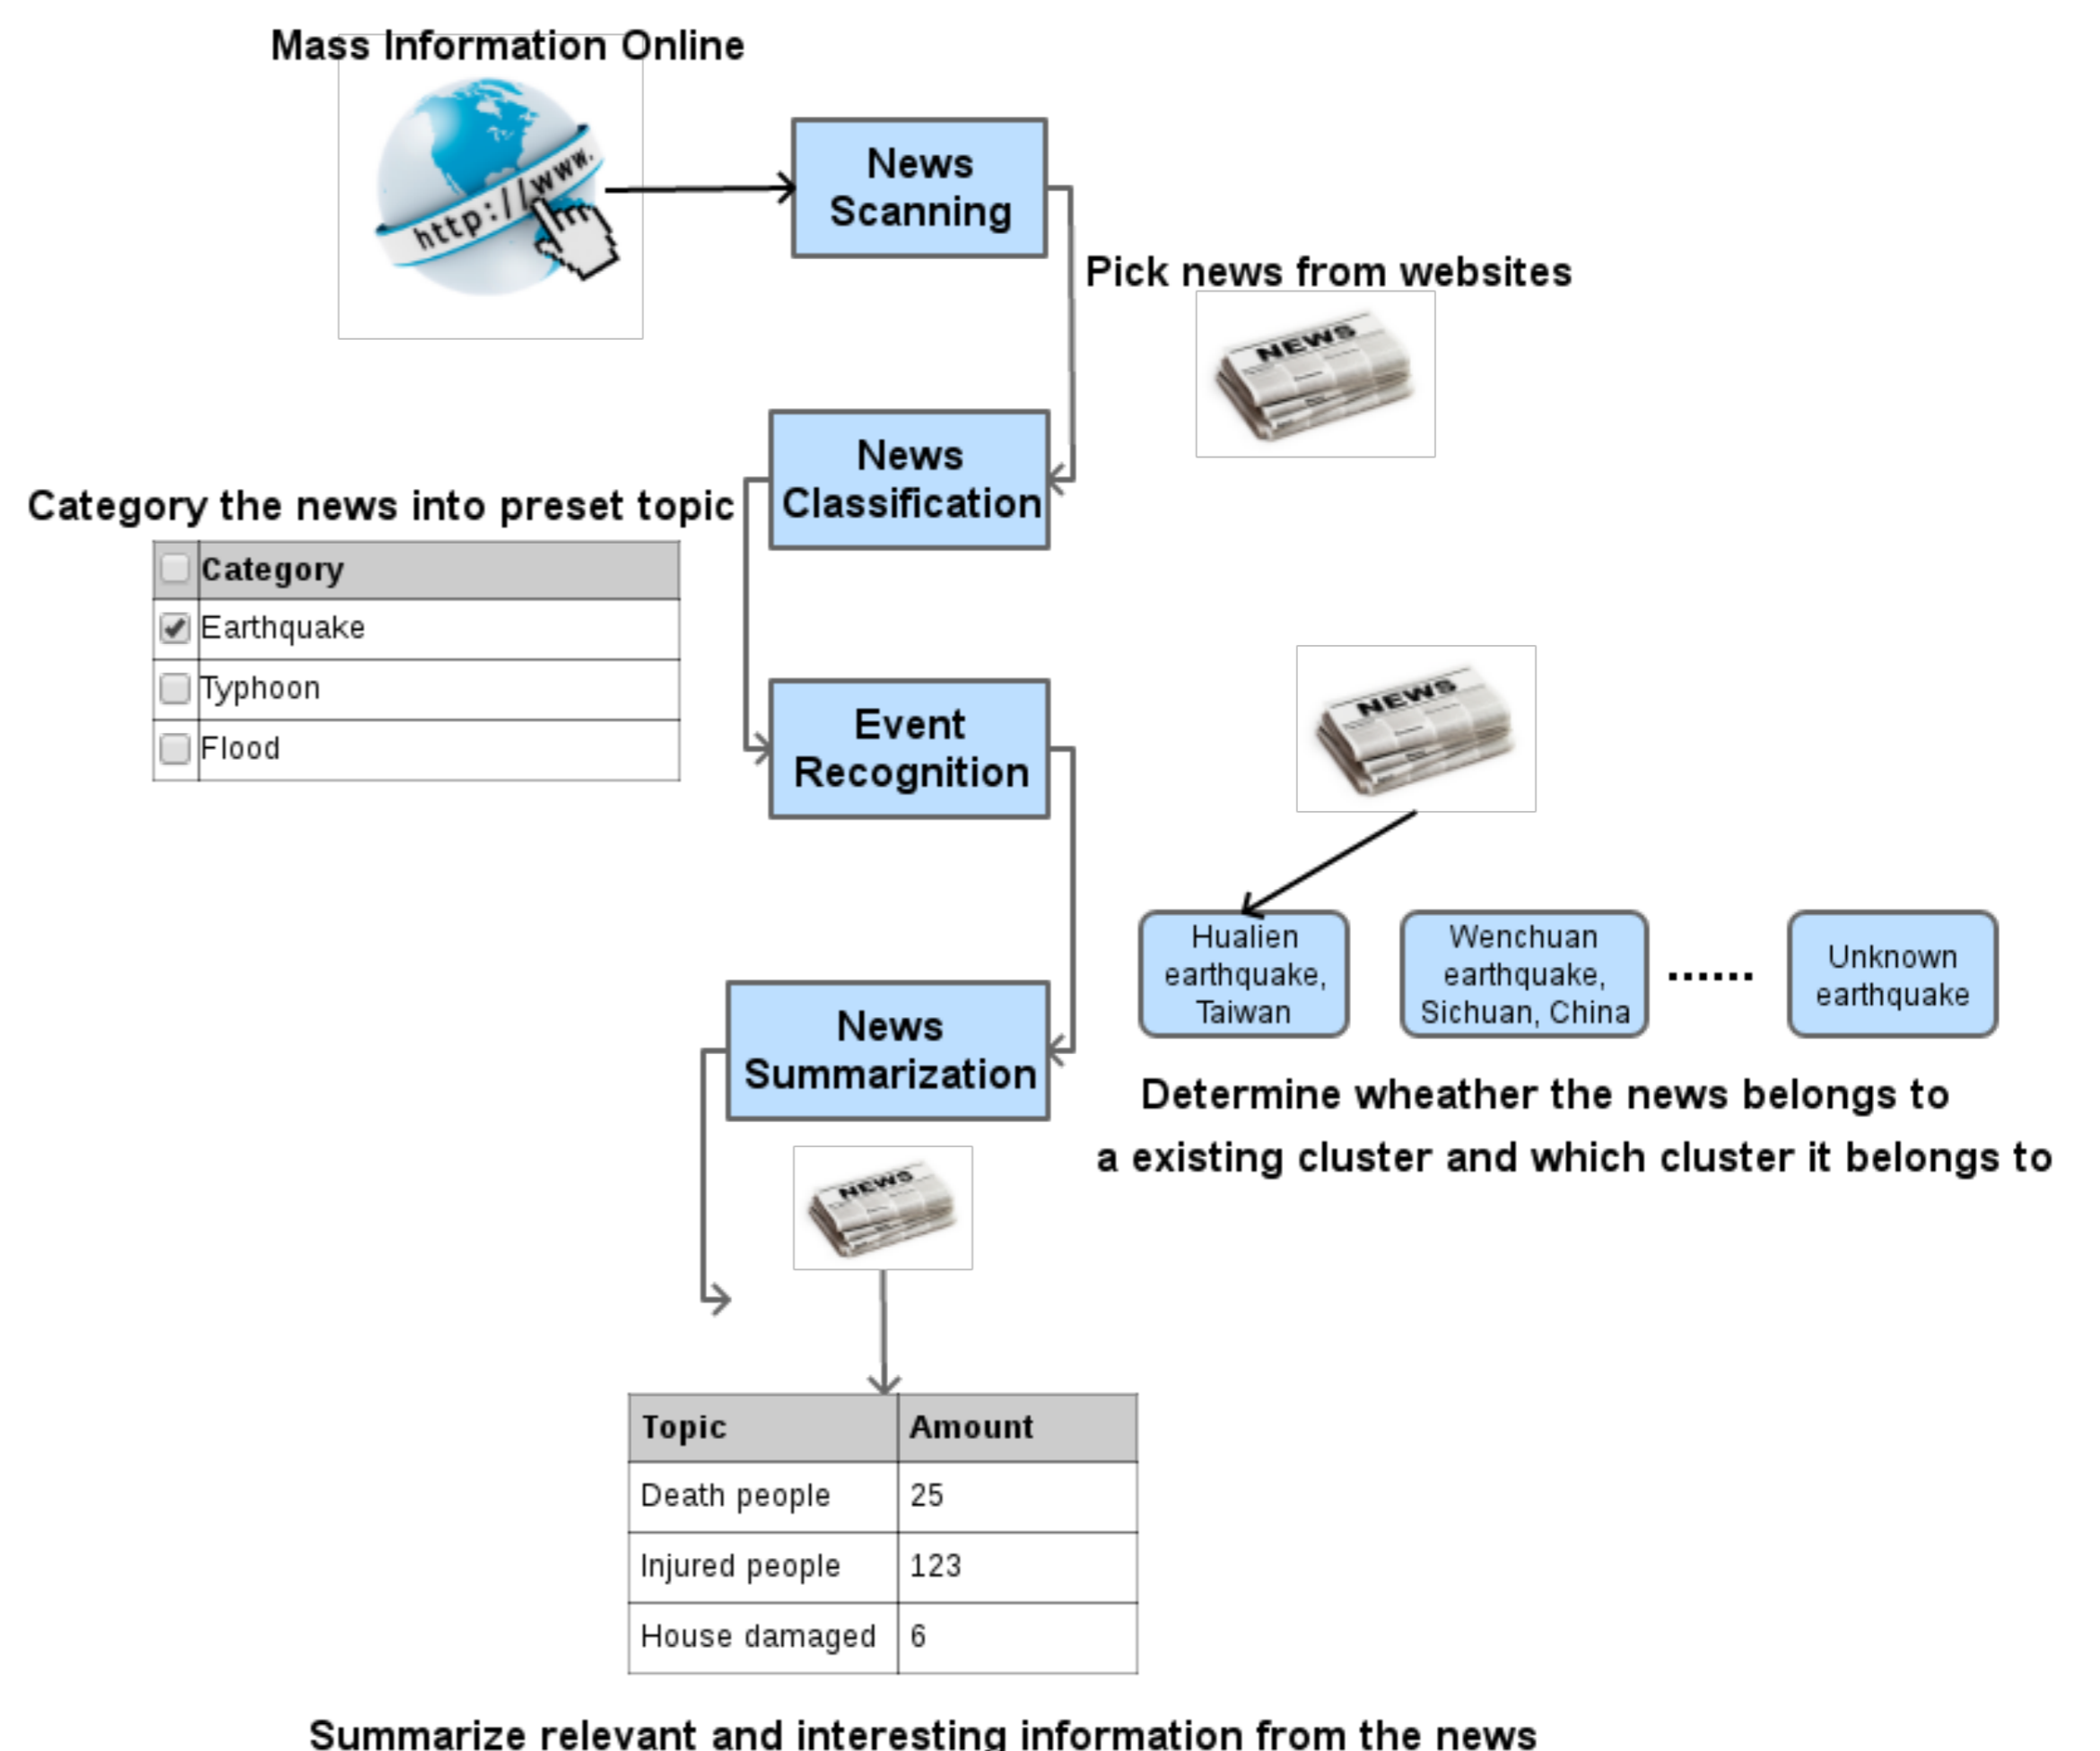 Mass Information Online
http://www.
News
Scanning
Pick news from websites
NEWS
News
Classification
Category the news into preset topic
Category
Earthquake
Typhoon
Flood
Event
Recognition
NEWS
Hualien
earthquake,
Taiwan
Wenchuan
earthquake,
Sichuan, China
......
Unknown
earthquake
News
Summarization
Determine wheather the news belongs to
a existing cluster and which cluster it belongs to
NEWS
Topic Amount
Death people 25
Injured people 123
House damaged 6
Summarize relevant and interesting information from the news